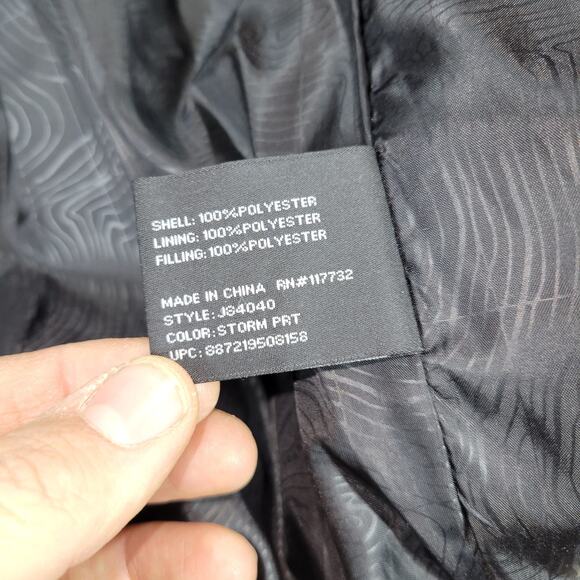 SHELL: 100%POLYESTER
LINING: 100%POLYESTER
FILLING: 100%POLYESTER
MADE IN CHINA RN#117732
STYLE: JS4040
COLOR: STORM PRT
UPC: 887219508158